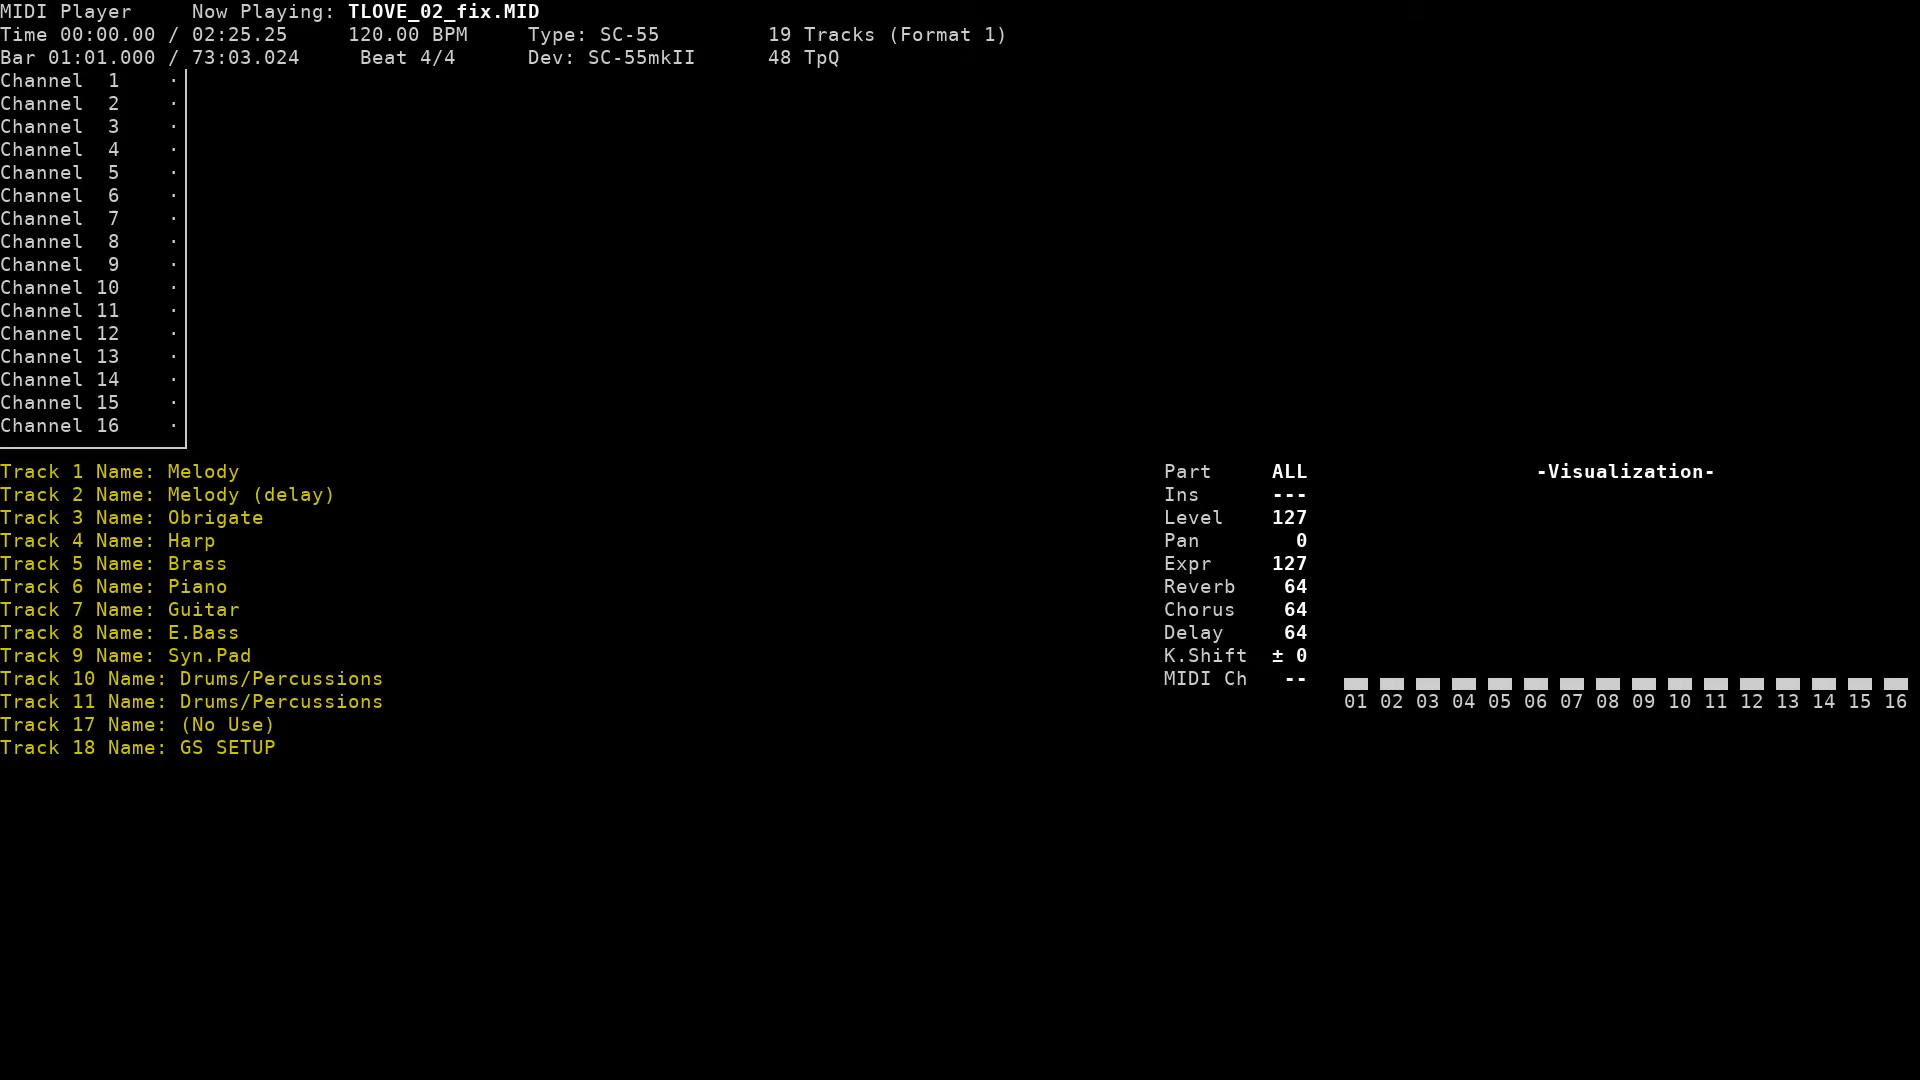 MIDI Player Now Playing: TLOVE_02_fix.MID
Time 00:00.00 / 02:25.25 120.00 BPM Type: SC-55 19 Tracks (Format 1)
Bar 01:01.000 / 73:03.024 Beat 4/4 Dev: SC-55mkII 48 TpQ
Channel 1 ·
Channel 2 ·
Channel 3 ·
Channel 4 ·
Channel 5 ·
Channel 6 ·
Channel 7 ·
Channel 8 ·
Channel 9 ·
Channel 10 ·
Channel 11 ·
Channel 12 ·
Channel 13 ·
Channel 14 ·
Channel 15 ·
Channel 16 ·
Track 1 Name: Melody
Track 2 Name: Melody (delay)
Track 3 Name: Obrigate
Track 4 Name: Harp
Track 5 Name: Brass
Track 6 Name: Piano
Track 7 Name: Guitar
Track 8 Name: E.Bass
Track 9 Name: Syn.Pad
Track 10 Name: Drums/Percussions
Track 11 Name: Drums/Percussions
Track 17 Name: (No Use)
Track 18 Name: GS SETUP
Part ALL
Ins ---
Level 127
Pan 0
Expr 127
Reverb 64
Chorus 64
Delay 64
K.Shift ± 0
MIDI Ch --
-Visualization-
01 02 03 04 05 06 07 08 09 10 11 12 13 14 15 16